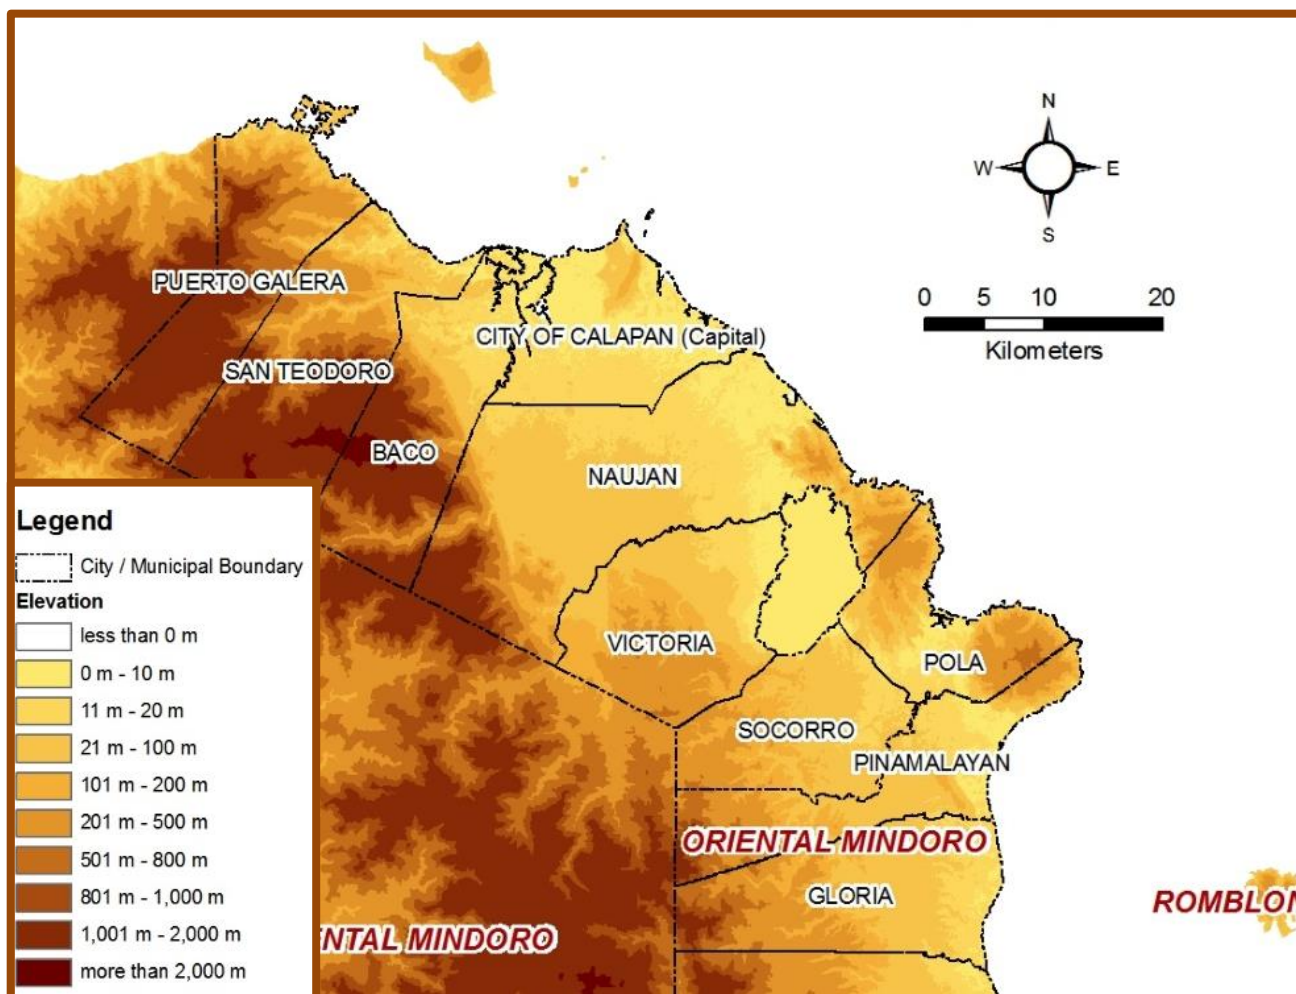 N
W E
S
0 5 10 20
Kilometers
PUERTO GALERA
CITY OF CALAPAN (Capital)
SAN TEODORO
BACO
NAUJAN
VICTORIA
POLA
SOCORRO
PINAMALAYAN
ORIENTAL MINDORO
GLORIA
ROMBLON
ENTAL MINDORO
Legend
City / Municipal Boundary
Elevation
less than 0 m
0 m - 10 m
11 m - 20 m
21 m - 100 m
101 m - 200 m
201 m - 500 m
501 m - 800 m
801 m - 1,000 m
1,001 m - 2,000 m
more than 2,000 m